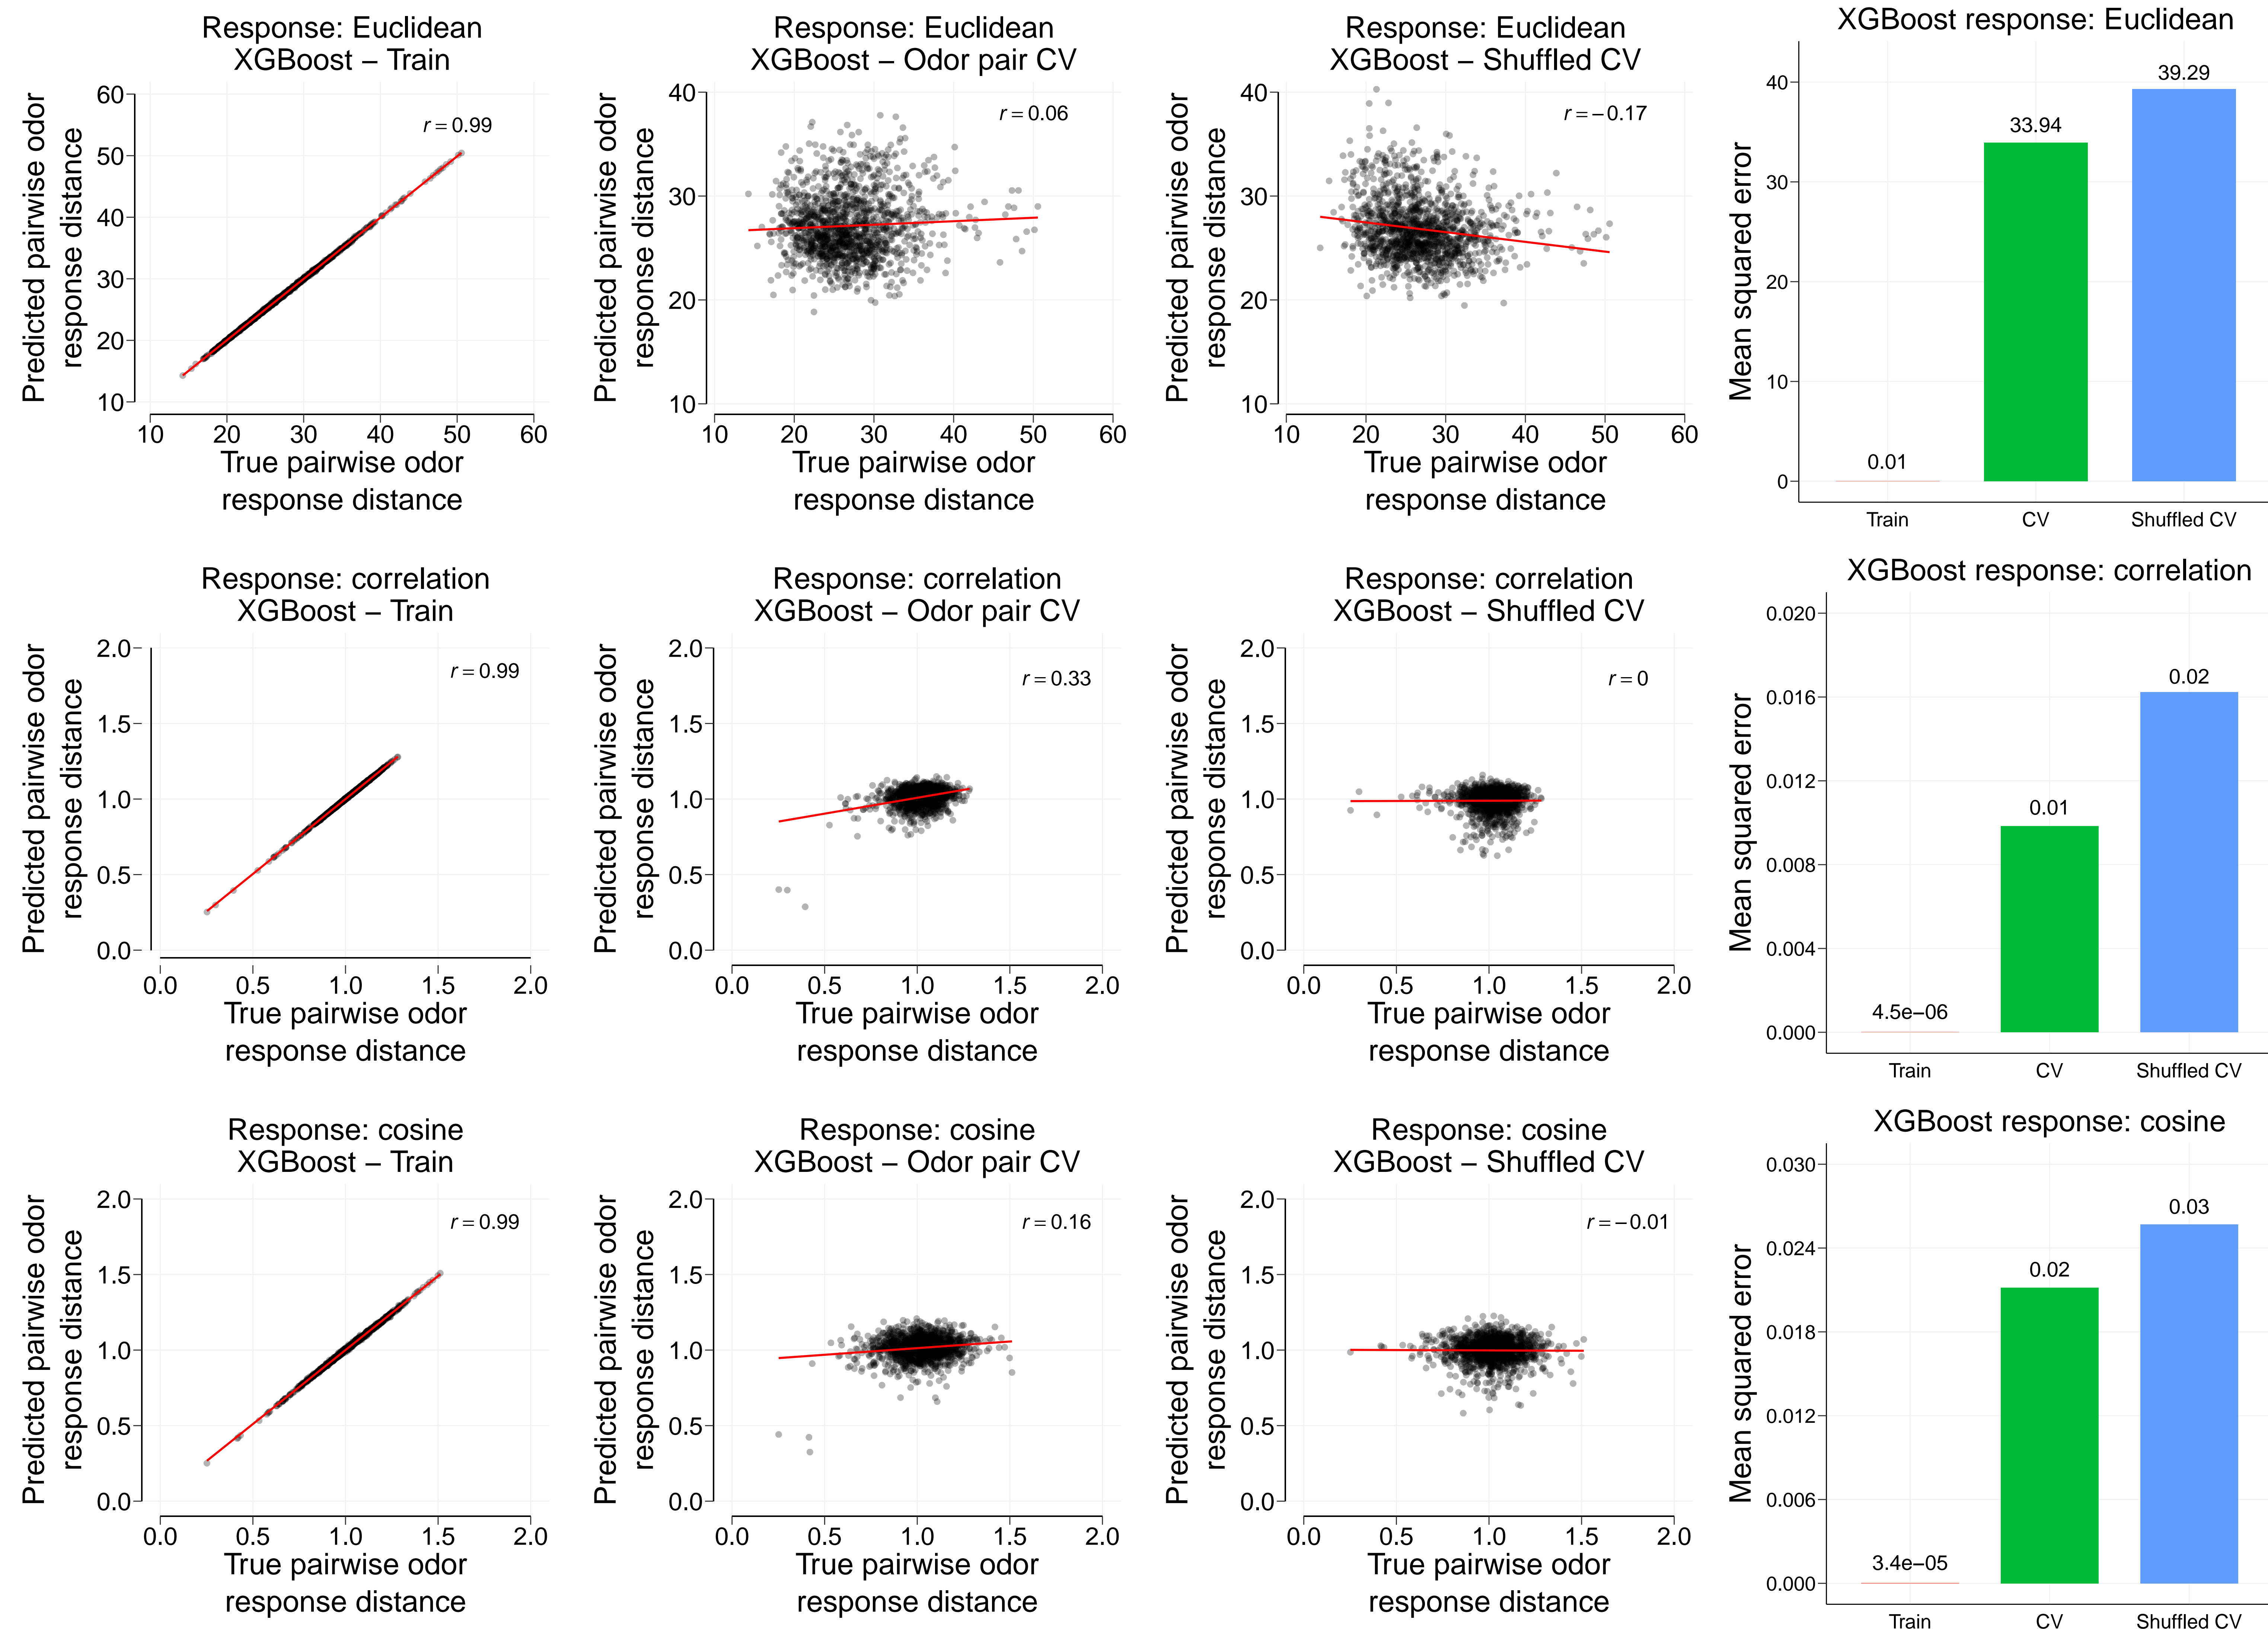 Response: Euclidean
XGBoost – Train
Predicted pairwise odor
response distance
60
50
40
30
20
10
r = 0.99
10 20 30 40 50 60
True pairwise odor
response distance
Response: Euclidean
XGBoost – Odor pair CV
Predicted pairwise odor
response distance
40
30
20
10
r = 0.06
10 20 30 40 50 60
True pairwise odor
response distance
Response: Euclidean
XGBoost – Shuffled CV
Predicted pairwise odor
response distance
40
30
20
10
r = −0.17
10 20 30 40 50 60
True pairwise odor
response distance
XGBoost response: Euclidean
Mean squared error
40
30
20
10
0
0.01
33.94
39.29
Train CV Shuffled CV
Response: correlation
XGBoost – Train
Predicted pairwise odor
response distance
2.0
1.5
1.0
0.5
0.0
r = 0.99
0.0 0.5 1.0 1.5 2.0
True pairwise odor
response distance
Response: correlation
XGBoost – Odor pair CV
Predicted pairwise odor
response distance
2.0
1.5
1.0
0.5
0.0
r = 0.33
0.0 0.5 1.0 1.5 2.0
True pairwise odor
response distance
Response: correlation
XGBoost – Shuffled CV
Predicted pairwise odor
response distance
2.0
1.5
1.0
0.5
0.0
r = 0
0.0 0.5 1.0 1.5 2.0
True pairwise odor
response distance
XGBoost response: correlation
Mean squared error
0.020
0.016
0.012
0.008
0.004
0.000
4.5e−06
0.01
0.02
Train CV Shuffled CV
Response: cosine
XGBoost – Train
Predicted pairwise odor
response distance
2.0
1.5
1.0
0.5
0.0
r = 0.99
0.0 0.5 1.0 1.5 2.0
True pairwise odor
response distance
Response: cosine
XGBoost – Odor pair CV
Predicted pairwise odor
response distance
2.0
1.5
1.0
0.5
0.0
r = 0.16
0.0 0.5 1.0 1.5 2.0
True pairwise odor
response distance
Response: cosine
XGBoost – Shuffled CV
Predicted pairwise odor
response distance
2.0
1.5
1.0
0.5
0.0
r = −0.01
0.0 0.5 1.0 1.5 2.0
True pairwise odor
response distance
XGBoost response: cosine
Mean squared error
0.030
0.024
0.018
0.012
0.006
0.000
3.4e−05
0.02
0.03
Train CV Shuffled CV